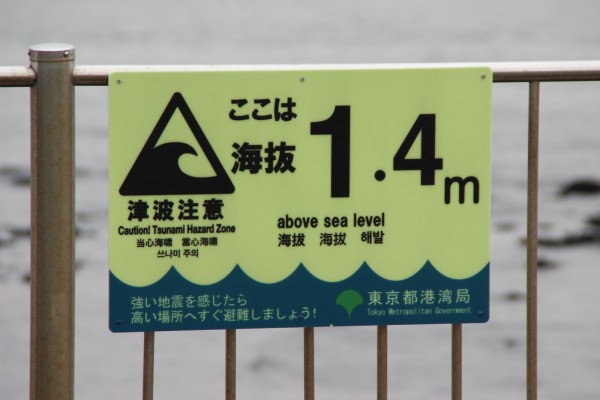 ここは
海抜 1.4m
津波注意
Caution! Tsunami Hazard Zone
当心海啸 當心海嘯
쓰나미 주의
above sea level
海拔 海拔 해발
強い地震を感じたら
高い場所へすぐ避難しましょう!
東京都港湾局
Tokyo Metropolitan Government